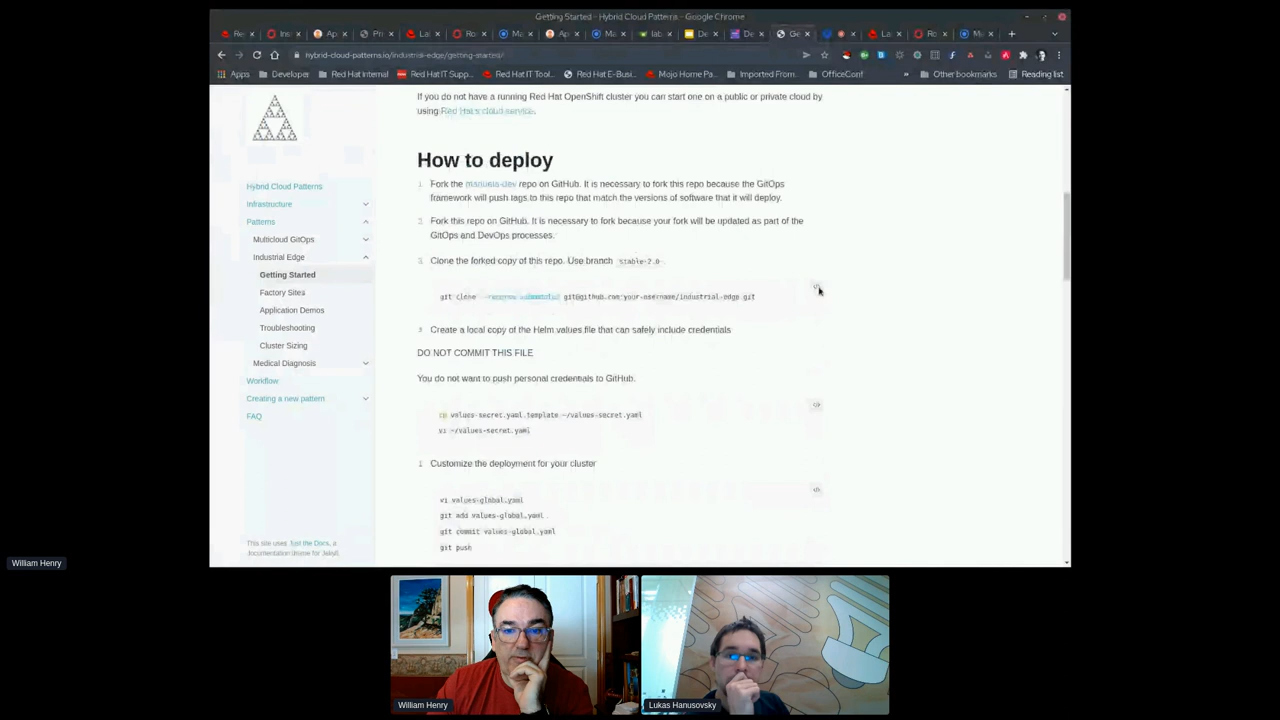 Getting Started - Hybrid Cloud Patterns - Google Chrome
hybrid-cloud-patterns.io/industrial-edge/getting-started/
Apps
Developer
Red Hat Internal
Red Hat IT Supp...
Red Hat IT Tool...
Red Hat E-Busi...
Mojo Home Pa...
Imported From...
OfficeConf
»
Other bookmarks
Reading list
If you do not have a running Red Hat OpenShift cluster you can start one on a public or private cloud by
using Red Hat's cloud service.
How to deploy
Fork the manuela-dev repo on GitHub. It is necessary to fork this repo because the GitOps
framework will push tags to this repo that match the versions of software that it will deploy.
Fork this repo on GitHub. It is necessary to fork because your fork will be updated as part of the
GitOps and DevOps processes.
Clone the forked copy of this repo. Use branch stable-2.0
git clone --recurse-submodules git@github.com:your-username/industrial-edge.git
Create a local copy of the Helm values file that can safely include credentials
DO NOT COMMIT THIS FILE
You do not want to push personal credentials to GitHub.
cp values-secret.yaml.template ~/values-secret.yaml
vi ~/values-secret.yaml
Customize the deployment for your cluster
vi values-global.yaml
git add values-global.yaml
git commit values-global.yaml
git push
Hybrid Cloud Patterns
Infrastructure
Patterns
Multicloud GitOps
Industrial Edge
Getting Started
Factory Sites
Application Demos
Troubleshooting
Cluster Sizing
Medical Diagnosis
Workflow
Creating a new pattern
FAQ
This site uses Just the Docs, a
documentation theme for Jekyll.
William Henry
William Henry
Lukas Hanusovsky